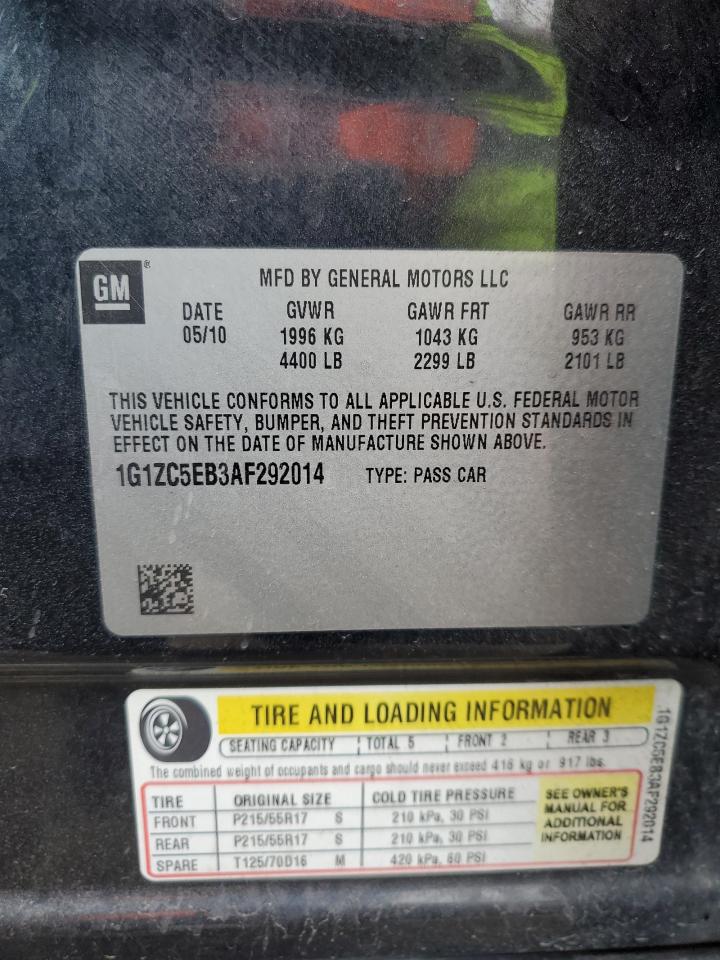 GM ®
MFD BY GENERAL MOTORS LLC
DATE GVWR GAWR FRT GAWR RR
05/10 1996 KG 1043 KG 953 KG
4400 LB 2299 LB 2101 LB
THIS VEHICLE CONFORMS TO ALL APPLICABLE U.S. FEDERAL MOTOR
VEHICLE SAFETY, BUMPER, AND THEFT PREVENTION STANDARDS IN
EFFECT ON THE DATE OF MANUFACTURE SHOWN ABOVE.
1G1ZC5EB3AF292014 TYPE: PASS CAR
TIRE AND LOADING INFORMATION
SEATING CAPACITY TOTAL 5 FRONT 2 REAR 3
The combined weight of occupants and cargo should never exceed 416 kg or 917 lbs.
TIRE ORIGINAL SIZE COLD TIRE PRESSURE
FRONT P215/55R17 S 210 kPa, 30 PSI
REAR P215/55R17 S 210 kPa, 30 PSI
SPARE T125/70D16 M 420 kPa, 60 PSI
SEE OWNER'S
MANUAL FOR
ADDITIONAL
INFORMATION
1G1ZC5EB3AF292014